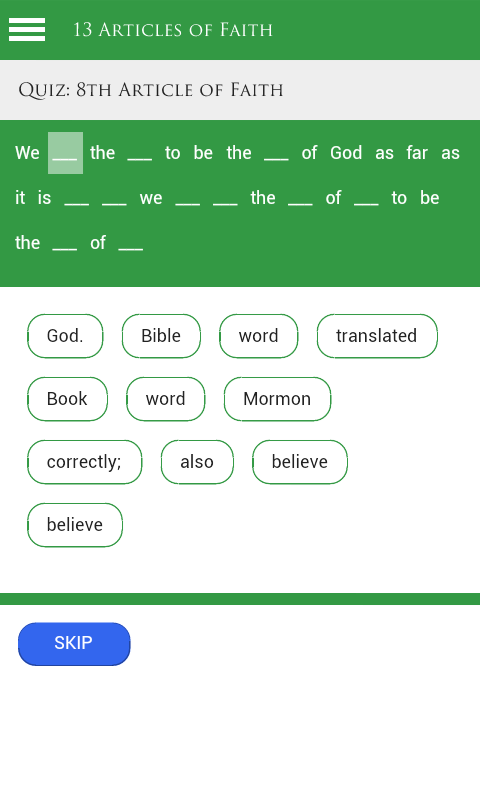 13 Articles of Faith
Quiz: 8th Article of Faith
We ___ the ___ to be the ___ of God as far as
it is ___ ___ we ___ ___ the ___ of ___ to be
the ___ of ___
God. Bible word translated
Book word Mormon
correctly; also believe
believe
SKIP